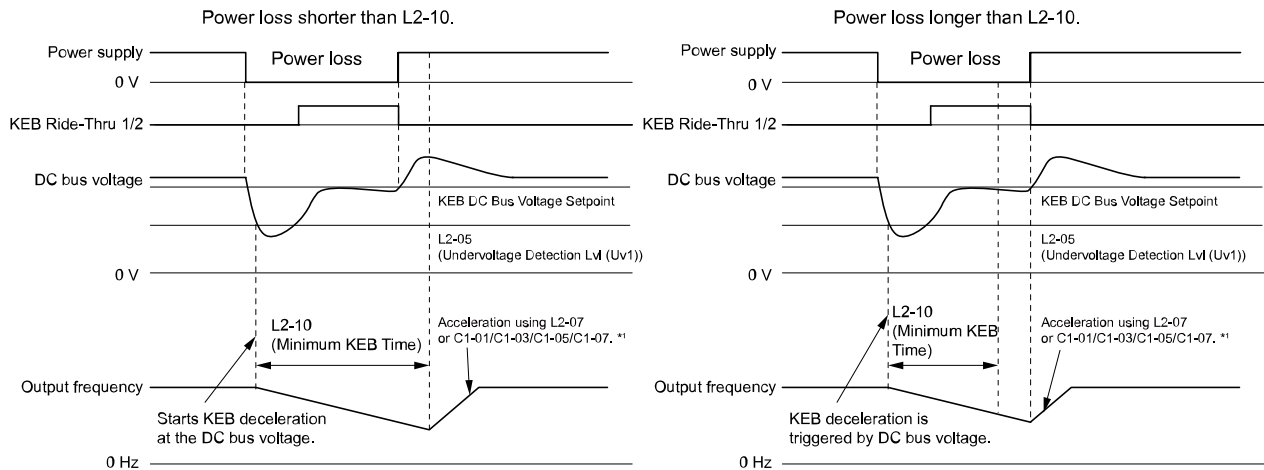 Power loss shorter than L2-10.
Power supply
Power loss
0 V
KEB Ride-Thru 1/2
DC bus voltage
KEB DC Bus Voltage Setpoint
L2-05
(Undervoltage Detection Lvl (Uv1))
0 V
L2-10
(Minimum KEB Time)
Acceleration using L2-07
or C1-01/C1-03/C1-05/C1-07. *1
Output frequency
Starts KEB deceleration
at the DC bus voltage.
0 Hz
Power loss longer than L2-10.
Power supply
Power loss
0 V
KEB Ride-Thru 1/2
DC bus voltage
KEB DC Bus Voltage Setpoint
L2-05
(Undervoltage Detection Lvl (Uv1))
0 V
L2-10
(Minimum KEB
Time)
Acceleration using L2-07
or C1-01/C1-03/C1-05/C1-07. *1
Output frequency
KEB deceleration is
triggered by DC bus voltage.
0 Hz